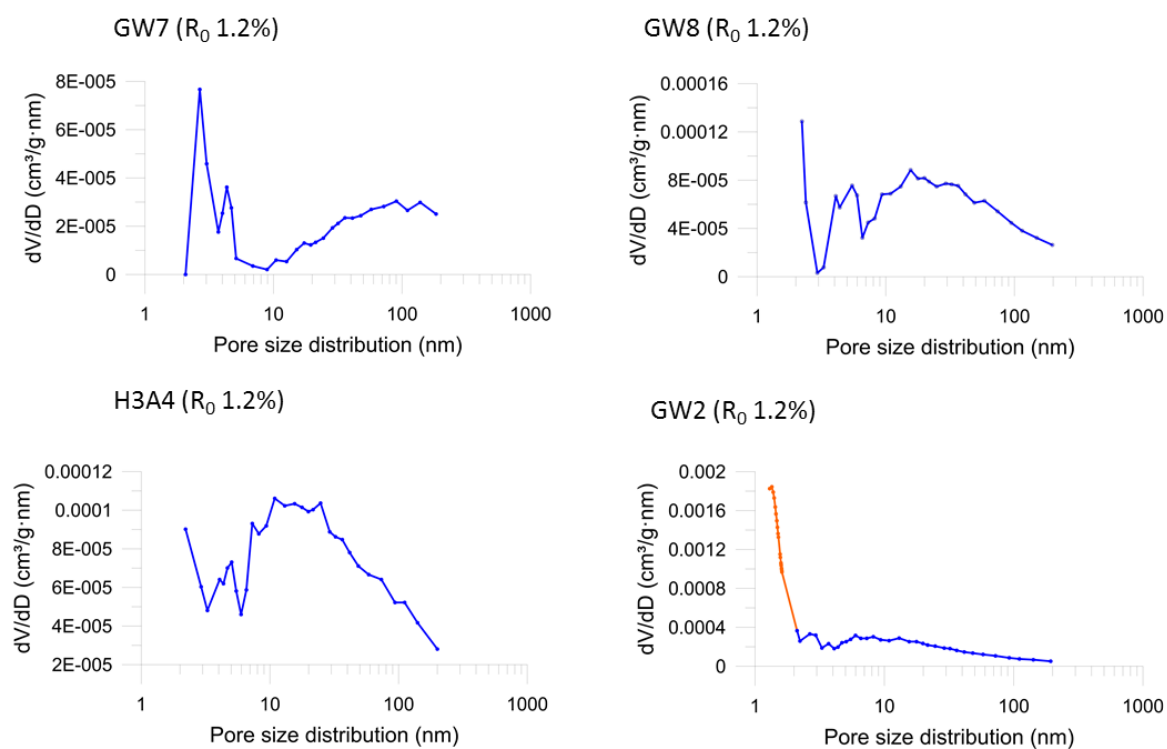 GW7 (R₀ 1.2%)
8E-005
6E-005
4E-005
2E-005
0
dV/dD (cm³/g·nm)
1 10 100 1000
Pore size distribution (nm)
GW8 (R₀ 1.2%)
0.00016
0.00012
8E-005
4E-005
0
dV/dD (cm³/g·nm)
1 10 100 1000
Pore size distribution (nm)
H3A4 (R₀ 1.2%)
0.00012
0.0001
8E-005
6E-005
4E-005
2E-005
dV/dD (cm³/g·nm)
1 10 100 1000
Pore size distribution (nm)
GW2 (R₀ 1.2%)
0.002
0.0016
0.0012
0.0008
0.0004
0
dV/dD (cm³/g·nm)
1 10 100 1000
Pore size distribution (nm)